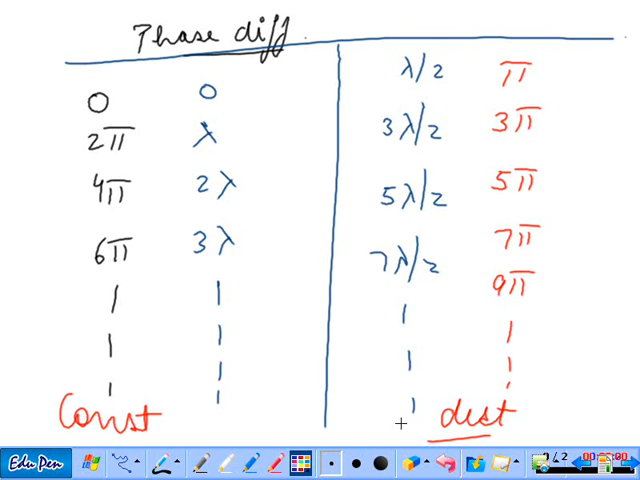 Phase diff.
0 0 λ/2 π
2π λ 3λ/2 3π
4π 2λ 5λ/2 5π
6π 3λ 7λ/2 7π
9π
Const dest
Edu Pen
/ 2